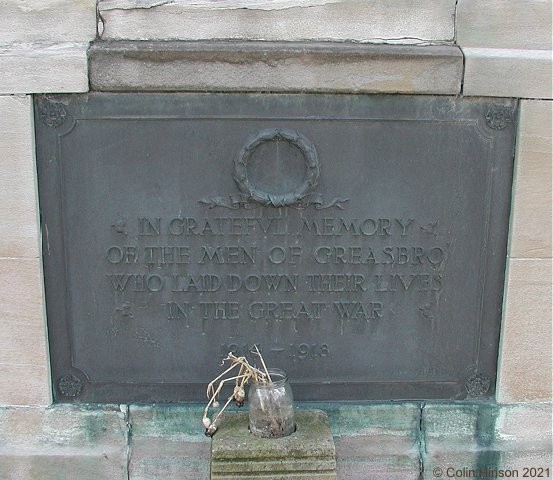 IN GRATEFVL MEMORY
OF THE MEN OF GREASBRO
WHO LAID DOWN THEIR LIVES
IN THE GREAT WAR
1914 – 1918
© Colin Hinson 2021